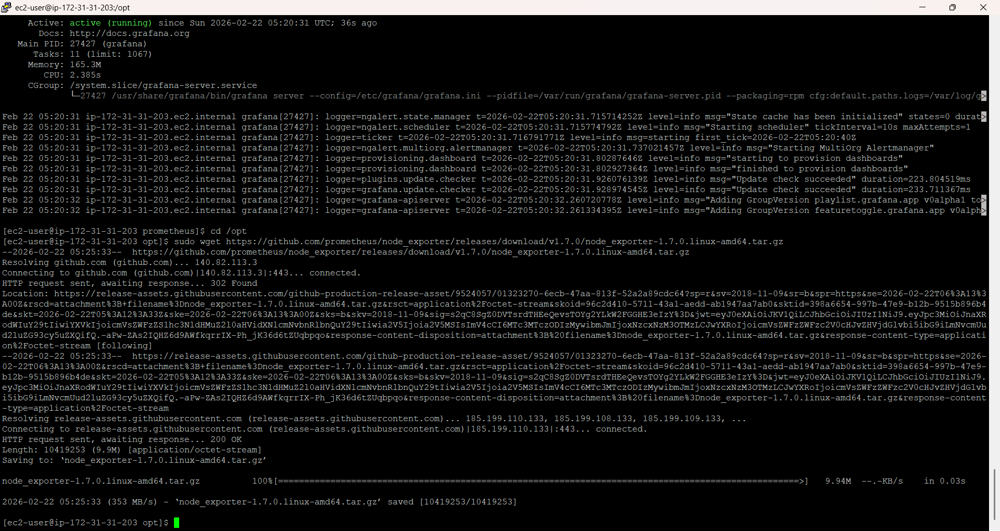 ec2-user@ip-172-31-31-203:/opt
Active: active (running) since Sun 2026-02-22 05:20:31 UTC; 36s ago
Docs: http://docs.grafana.org
Main PID: 27427 (grafana)
Tasks: 11 (limit: 1067)
Memory: 165.3M
CPU: 2.385s
CGroup: /system.slice/grafana-server.service
└─27427 /usr/share/grafana/bin/grafana server --config=/etc/grafana/grafana.ini --pidfile=/var/run/grafana/grafana-server.pid --packaging=rpm cfg:default.paths.logs=/var/log/g>
Feb 22 05:20:31 ip-172-31-31-203.ec2.internal grafana[27427]: logger=ngalert.state.manager t=2026-02-22T05:20:31.715714252Z level=info msg="State cache has been initialized" states=0 durat>
Feb 22 05:20:31 ip-172-31-31-203.ec2.internal grafana[27427]: logger=ngalert.scheduler t=2026-02-22T05:20:31.715774792Z level=info msg="Starting scheduler" tickInterval=10s maxAttempts=1
Feb 22 05:20:31 ip-172-31-31-203.ec2.internal grafana[27427]: logger=ticker t=2026-02-22T05:20:31.716791771Z level=info msg=starting first_tick=2026-02-22T05:20:40Z
Feb 22 05:20:31 ip-172-31-31-203.ec2.internal grafana[27427]: logger=ngalert.multiorg.alertmanager t=2026-02-22T05:20:31.737021457Z level=info msg="Starting MultiOrg Alertmanager"
Feb 22 05:20:31 ip-172-31-31-203.ec2.internal grafana[27427]: logger=provisioning.dashboard t=2026-02-22T05:20:31.80287646Z level=info msg="starting to provision dashboards"
Feb 22 05:20:31 ip-172-31-31-203.ec2.internal grafana[27427]: logger=provisioning.dashboard t=2026-02-22T05:20:31.802927364Z level=info msg="finished to provision dashboards"
Feb 22 05:20:31 ip-172-31-31-203.ec2.internal grafana[27427]: logger=plugins.update.checker t=2026-02-22T05:20:31.926076139Z level=info msg="Update check succeeded" duration=223.804519ms
Feb 22 05:20:31 ip-172-31-31-203.ec2.internal grafana[27427]: logger=grafana.update.checker t=2026-02-22T05:20:31.928974545Z level=info msg="Update check succeeded" duration=233.711367ms
Feb 22 05:20:32 ip-172-31-31-203.ec2.internal grafana[27427]: logger=grafana-apiserver t=2026-02-22T05:20:32.260720778Z level=info msg="Adding GroupVersion playlist.grafana.app v0alpha1 to>
Feb 22 05:20:32 ip-172-31-31-203.ec2.internal grafana[27427]: logger=grafana-apiserver t=2026-02-22T05:20:32.261334395Z level=info msg="Adding GroupVersion featuretoggle.grafana.app v0alph>
[ec2-user@ip-172-31-31-203 prometheus]$ cd /opt
[ec2-user@ip-172-31-31-203 opt]$ sudo wget https://github.com/prometheus/node_exporter/releases/download/v1.7.0/node_exporter-1.7.0.linux-amd64.tar.gz
--2026-02-22 05:25:33-- https://github.com/prometheus/node_exporter/releases/download/v1.7.0/node_exporter-1.7.0.linux-amd64.tar.gz
Resolving github.com (github.com)... 140.82.113.3
Connecting to github.com (github.com)|140.82.113.3|:443... connected.
HTTP request sent, awaiting response... 302 Found
Location: https://release-assets.githubusercontent.com/github-production-release-asset/9524057/01323270-6ecb-47aa-813f-52a2a89cdc64?sp=r&sv=2018-11-09&sr=b&spr=https&se=2026-02-22T06%3A13%3
A00Z&rscd=attachment%3B+filename%3Dnode_exporter-1.7.0.linux-amd64.tar.gz&rsct=application%2Foctet-stream&skoid=96c2d410-5711-43a1-aedd-ab1947aa7ab0&sktid=398a6654-997b-47e9-b12b-9515b896b4
de&skt=2026-02-22T05%3A12%3A33Z&ske=2026-02-22T06%3A13%3A00Z&sks=b&skv=2018-11-09&sig=s2qC8SgZ0DVTsrdTHEeQevsTOYg2YLkW2FGGHE3eIzY%3D&jwt=eyJ0eXAiOiJKV1QiLCJhbGciOiJIUzI1NiJ9.eyJpc3MiOiJnaXR
odWIuY29tIiwiYXVkIjoicmVsZWFzZS1hc3NldHMuZ2l0aHVidXNlcmNvbnRlbnQuY29tIiwia2V5Ijoia2V5MSIsImV4cCI6MTc3MTczODIzMywibmJmIjoxNzcxNzM3OTMzLCJwYXRoIjoicmVsZWFzZWFzc2V0cHJvZHVjdGlvbi5ibG9iLmNvcmUu
d2luZG93cy5uZXQifQ.-aPw-ZAs2IQHZ6d9AWfkqrrIX-Ph_jK36d6tZUqbpqo&response-content-disposition=attachment%3B%20filename%3Dnode_exporter-1.7.0.linux-amd64.tar.gz&response-content-type=applicati
on%2Foctet-stream [following]
--2026-02-22 05:25:33-- https://release-assets.githubusercontent.com/github-production-release-asset/9524057/01323270-6ecb-47aa-813f-52a2a89cdc64?sp=r&sv=2018-11-09&sr=b&spr=https&se=2026-
02-22T06%3A13%3A00Z&rscd=attachment%3B+filename%3Dnode_exporter-1.7.0.linux-amd64.tar.gz&rsct=application%2Foctet-stream&skoid=96c2d410-5711-43a1-aedd-ab1947aa7ab0&sktid=398a6654-997b-47e9-
b12b-9515b896b4de&skt=2026-02-22T05%3A12%3A33Z&ske=2026-02-22T06%3A13%3A00Z&sks=b&skv=2018-11-09&sig=s2qC8SgZ0DVTsrdTHEeQevsTOYg2YLkW2FGGHE3eIzY%3D&jwt=eyJ0eXAiOiJKV1QiLCJhbGciOiJIUzI1NiJ9.
eyJpc3MiOiJnaXRodWIuY29tIiwiYXVkIjoicmVsZWFzZS1hc3NldHMuZ2l0aHVidXNlcmNvbnRlbnQuY29tIiwia2V5Ijoia2V5MSIsImV4cCI6MTc3MTczODIzMywibmJmIjoxNzcxNzM3OTMzLCJwYXRoIjoicmVsZWFzZWFzc2V0cHJvZHVjdGlvb
i5ibG9iLmNvcmUud2luZG93cy5uZXQifQ.-aPw-ZAs2IQHZ6d9AWfkqrrIX-Ph_jK36d6tZUqbpqo&response-content-disposition=attachment%3B%20filename%3Dnode_exporter-1.7.0.linux-amd64.tar.gz&response-content
-type=application%2Foctet-stream
Resolving release-assets.githubusercontent.com (release-assets.githubusercontent.com)... 185.199.110.133, 185.199.108.133, 185.199.109.133, ...
Connecting to release-assets.githubusercontent.com (release-assets.githubusercontent.com)|185.199.110.133|:443... connected.
HTTP request sent, awaiting response... 200 OK
Length: 10419253 (9.9M) [application/octet-stream]
Saving to: ‘node_exporter-1.7.0.linux-amd64.tar.gz’
node_exporter-1.7.0.linux-amd64.tar.gz 100%[====================================================================================================>] 9.94M --.-KB/s in 0.03s
2026-02-22 05:25:33 (353 MB/s) - ‘node_exporter-1.7.0.linux-amd64.tar.gz’ saved [10419253/10419253]
[ec2-user@ip-172-31-31-203 opt]$